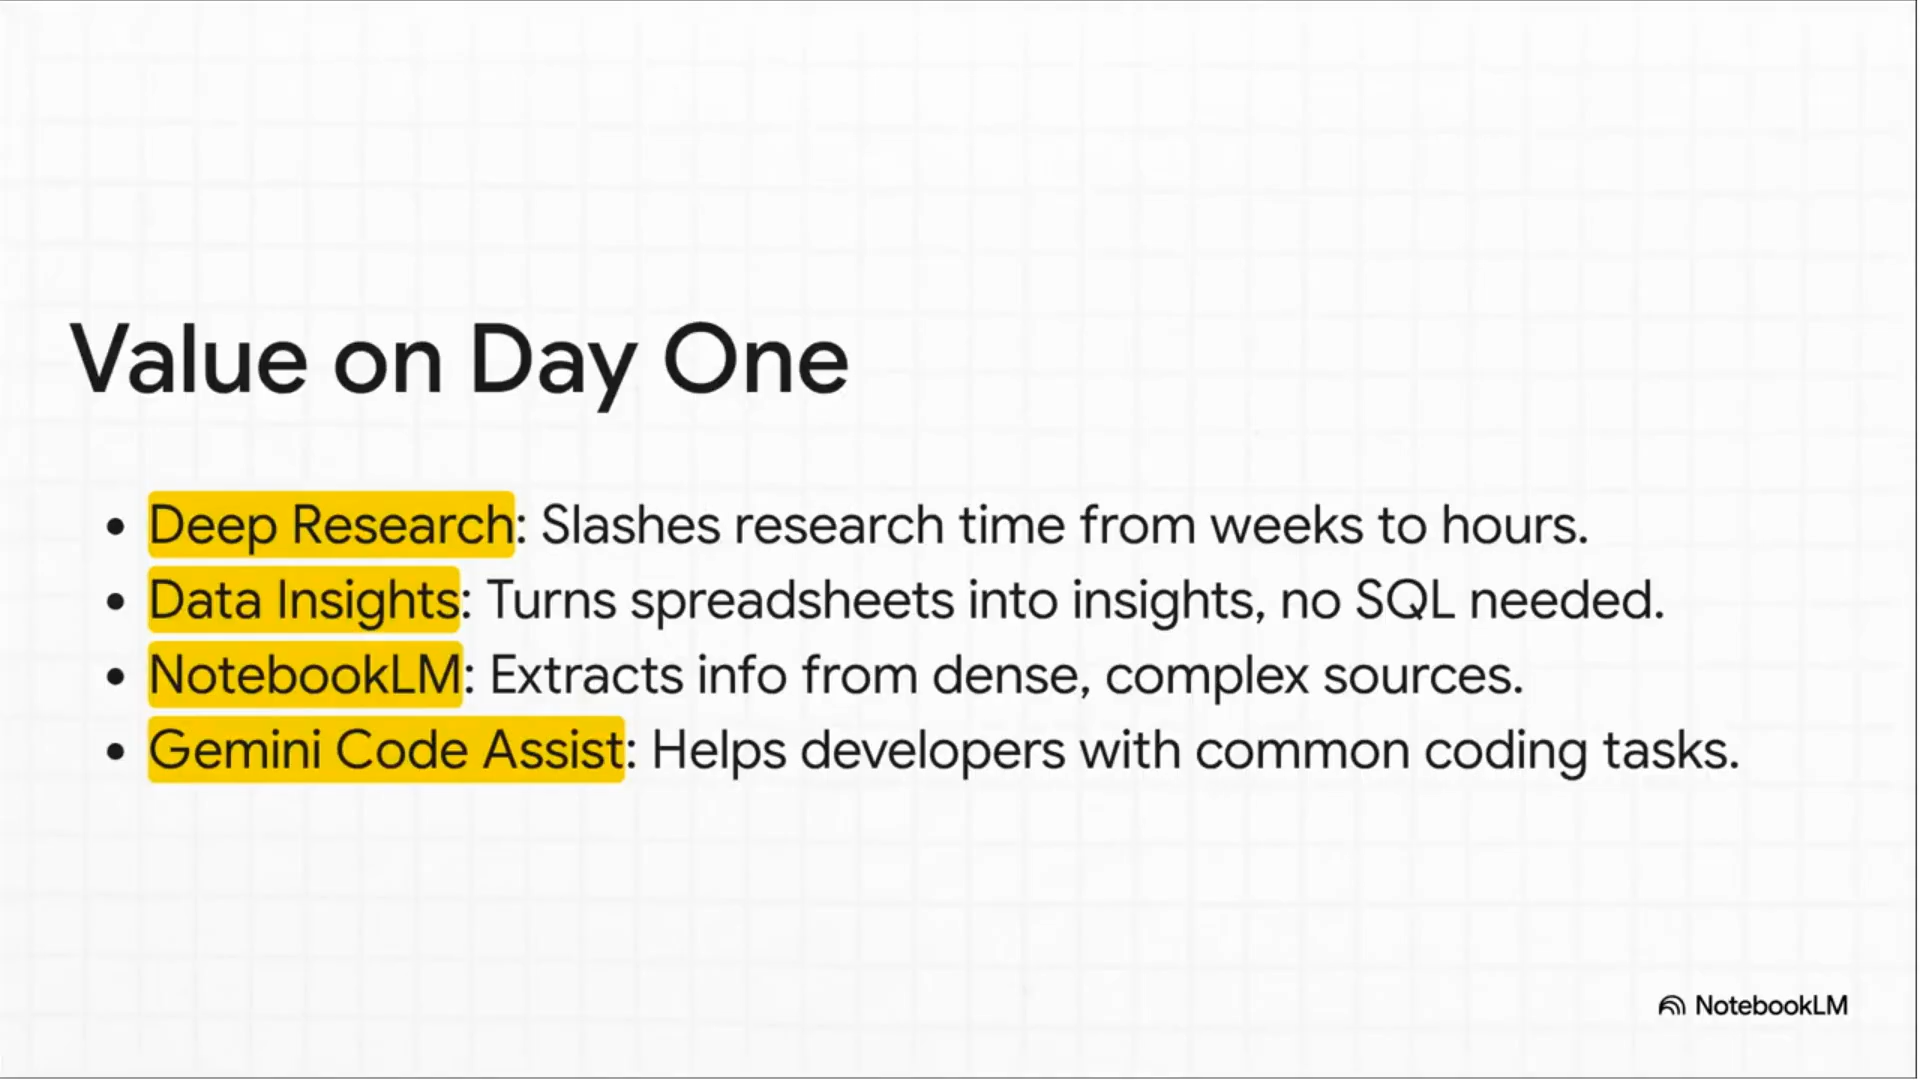 Value on Day One
• Deep Research: Slashes research time from weeks to hours.
• Data Insights: Turns spreadsheets into insights, no SQL needed.
• NotebookLM: Extracts info from dense, complex sources.
• Gemini Code Assist: Helps developers with common coding tasks.
NotebookLM